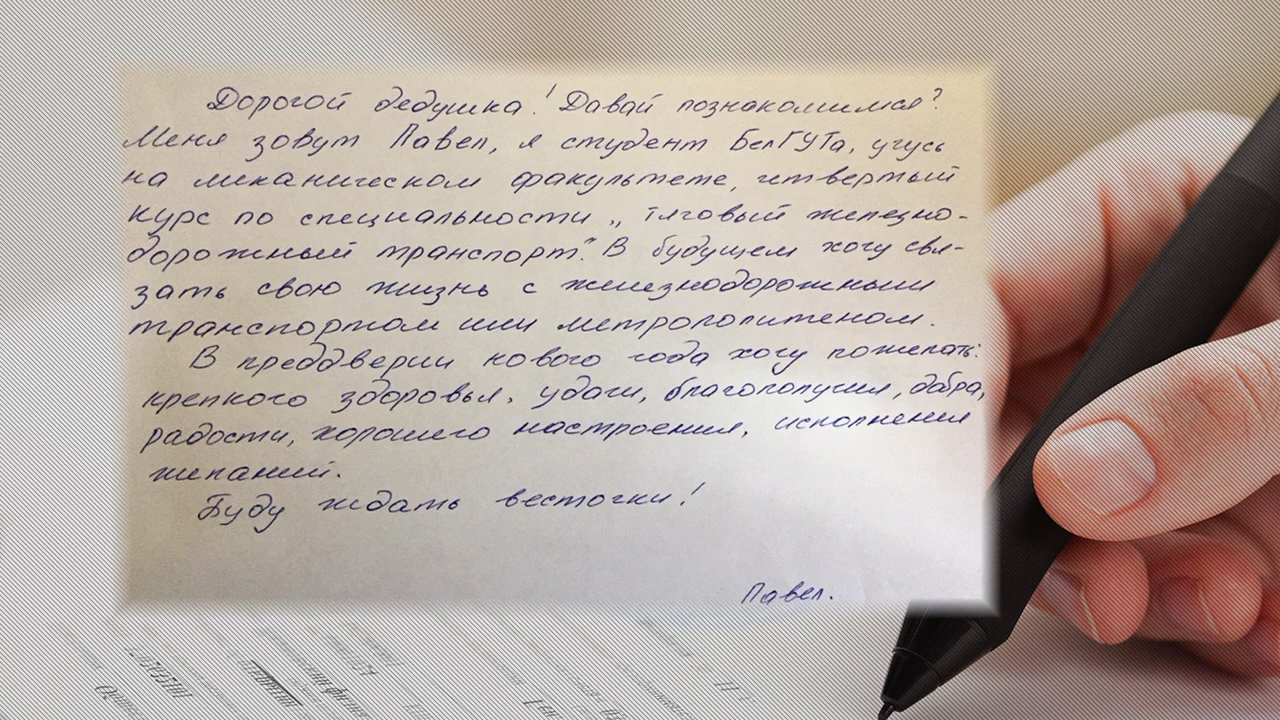 Дорогой дедушка! Давай познакомимся?
Меня зовут Павел, я студент БелГУТа, учусь
на механическом факультете, четвертый
курс по специальности „тяговый железно-
дорожный транспорт". В будущем хочу свя-
зать свою жизнь с железнодорожным
транспортом или метрополитеном.
В преддверии нового года хочу пожелать:
крепкого здоровья, удачи, благополучия, добра,
радости, хорошего настроения, исполнения
желаний.
Буду ждать весточки!
Павел.